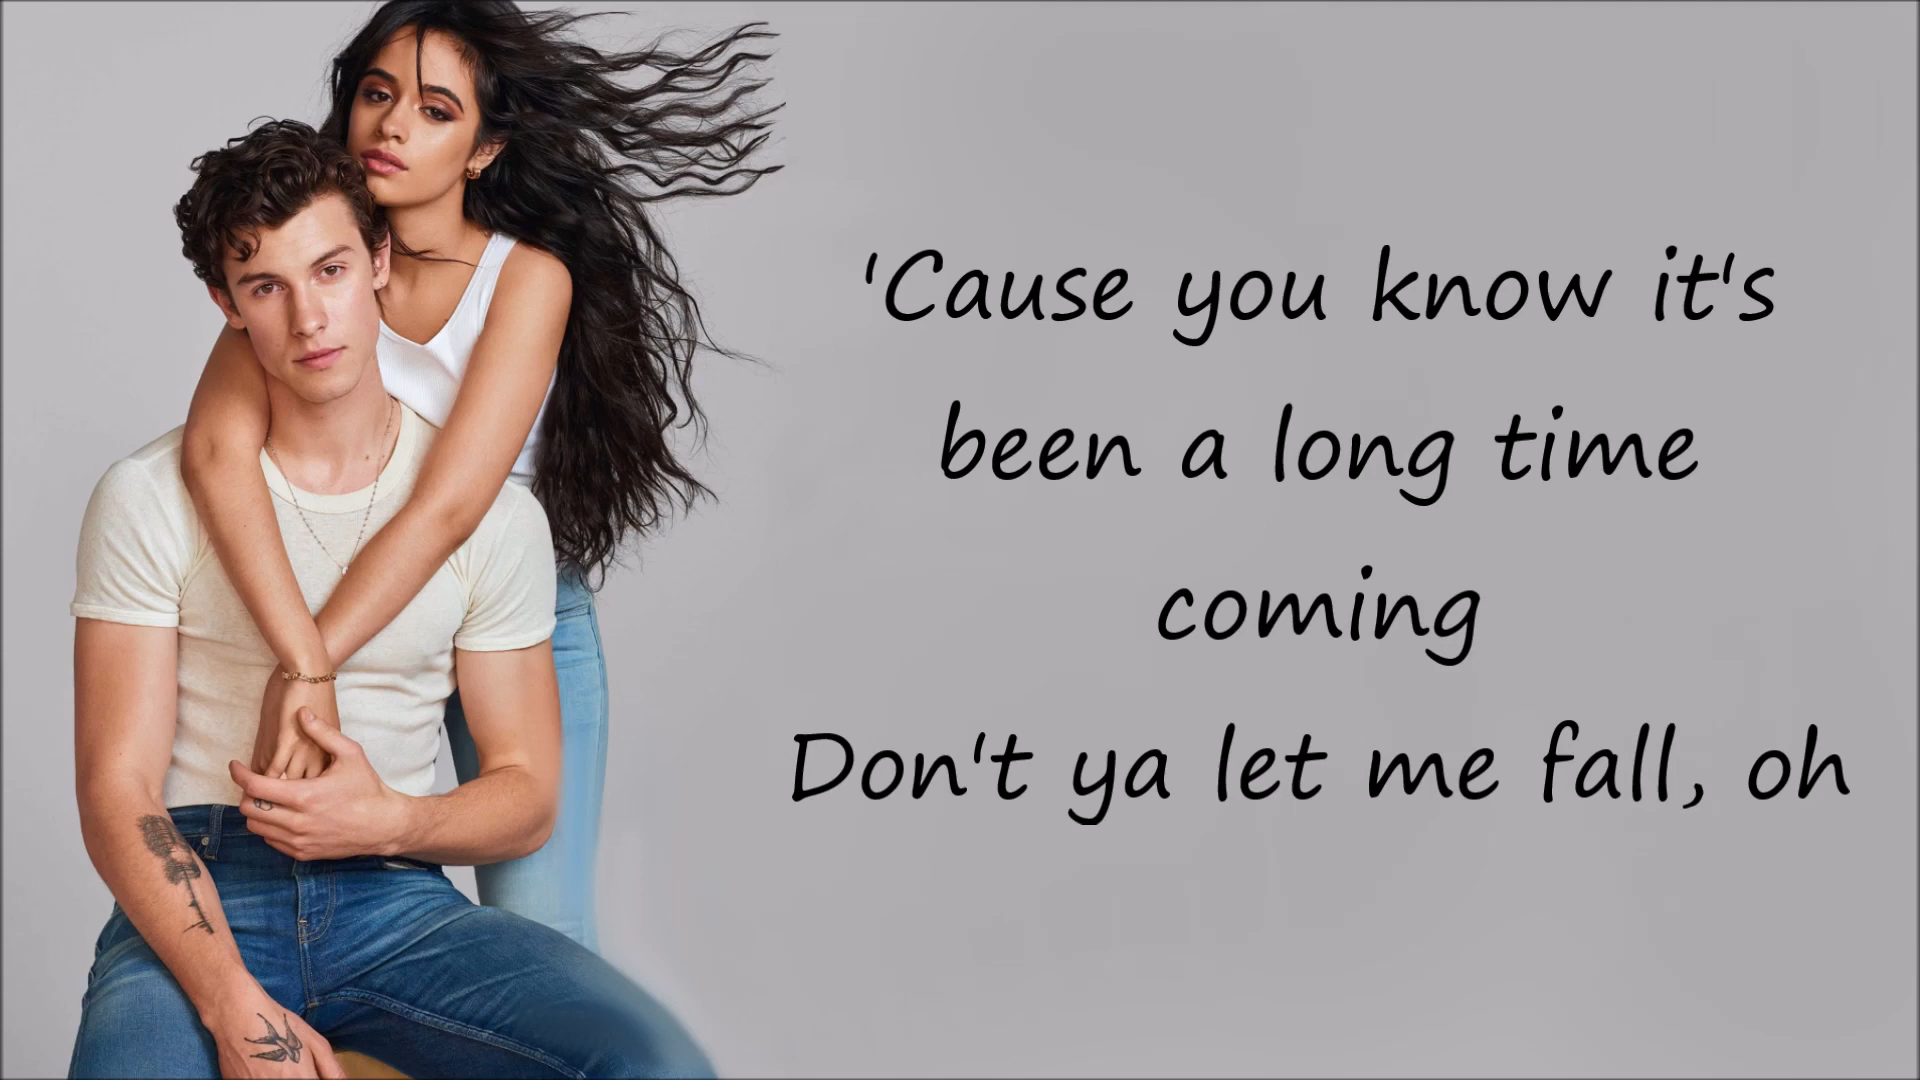 'Cause you know it's
been a long time
coming
Don't ya let me fall, oh